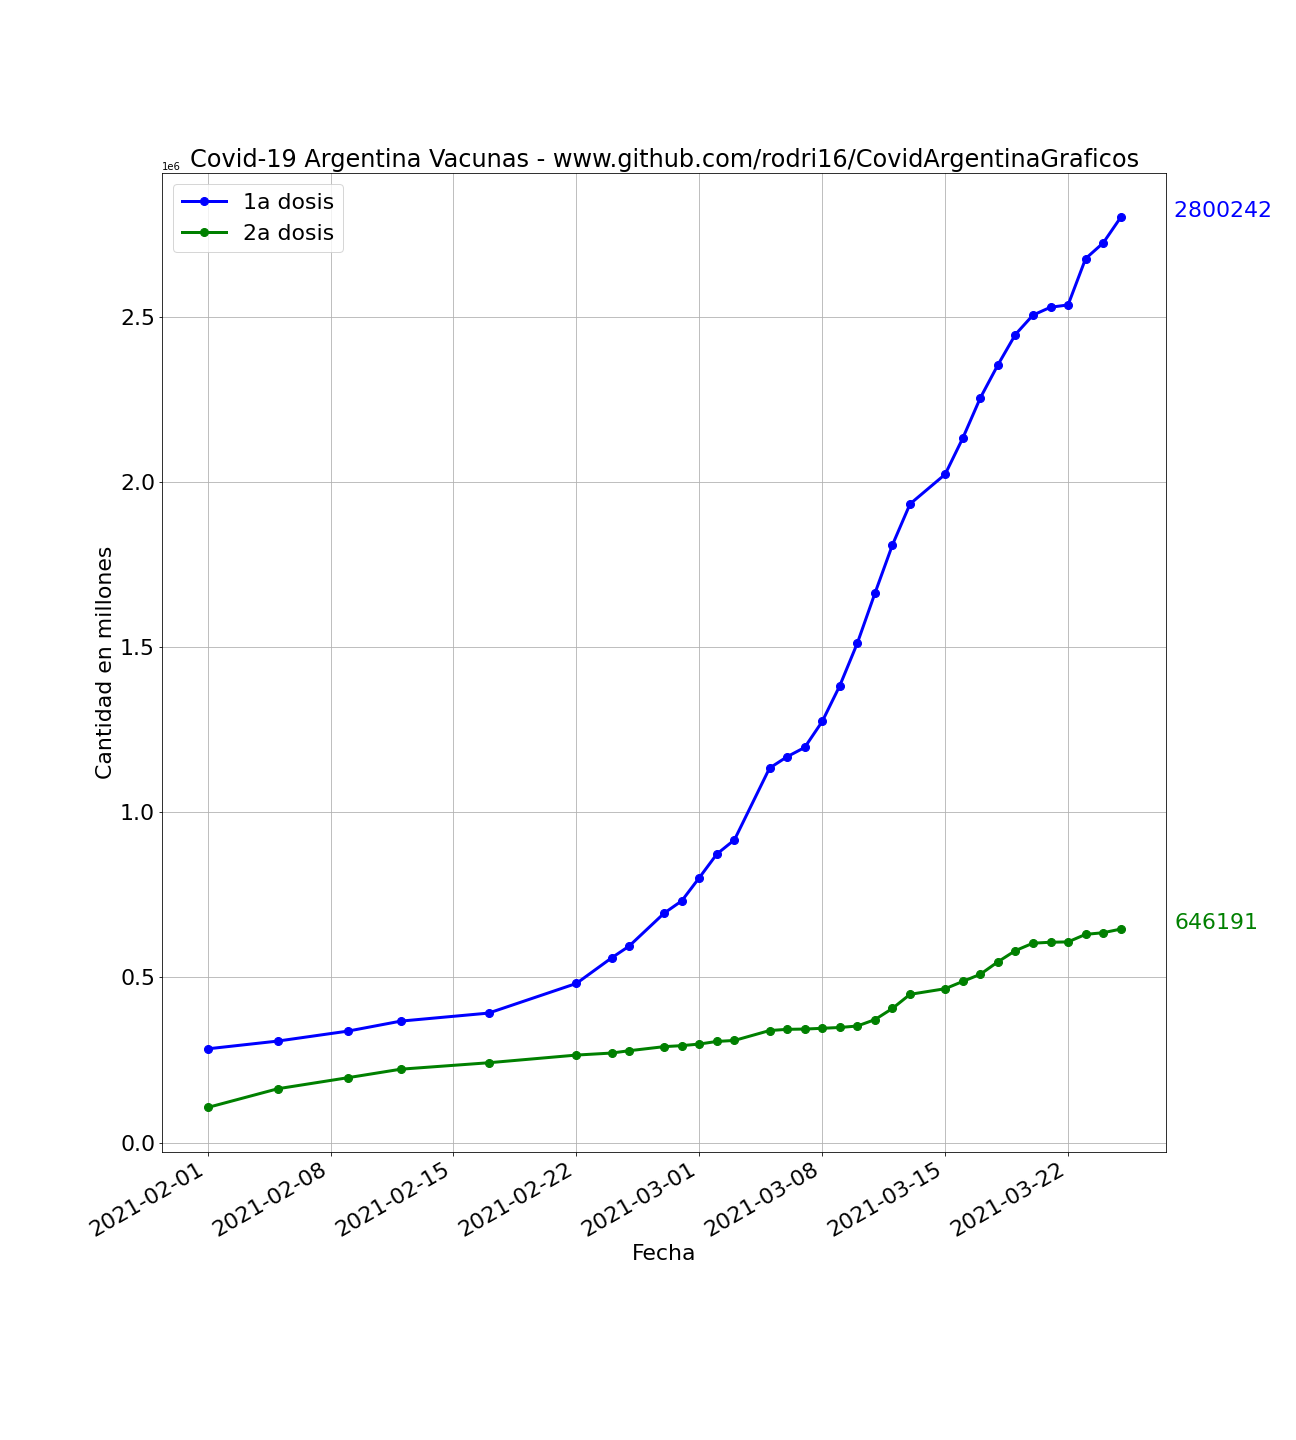 Covid-19 Argentina Vacunas - www.github.com/rodri16/CovidArgentinaGraficos
1e6
1a dosis
2a dosis
2800242
646191
2.5
2.0
1.5
1.0
0.5
0.0
Cantidad en millones
2021-02-01
2021-02-08
2021-02-15
2021-02-22
2021-03-01
2021-03-08
2021-03-15
2021-03-22
Fecha